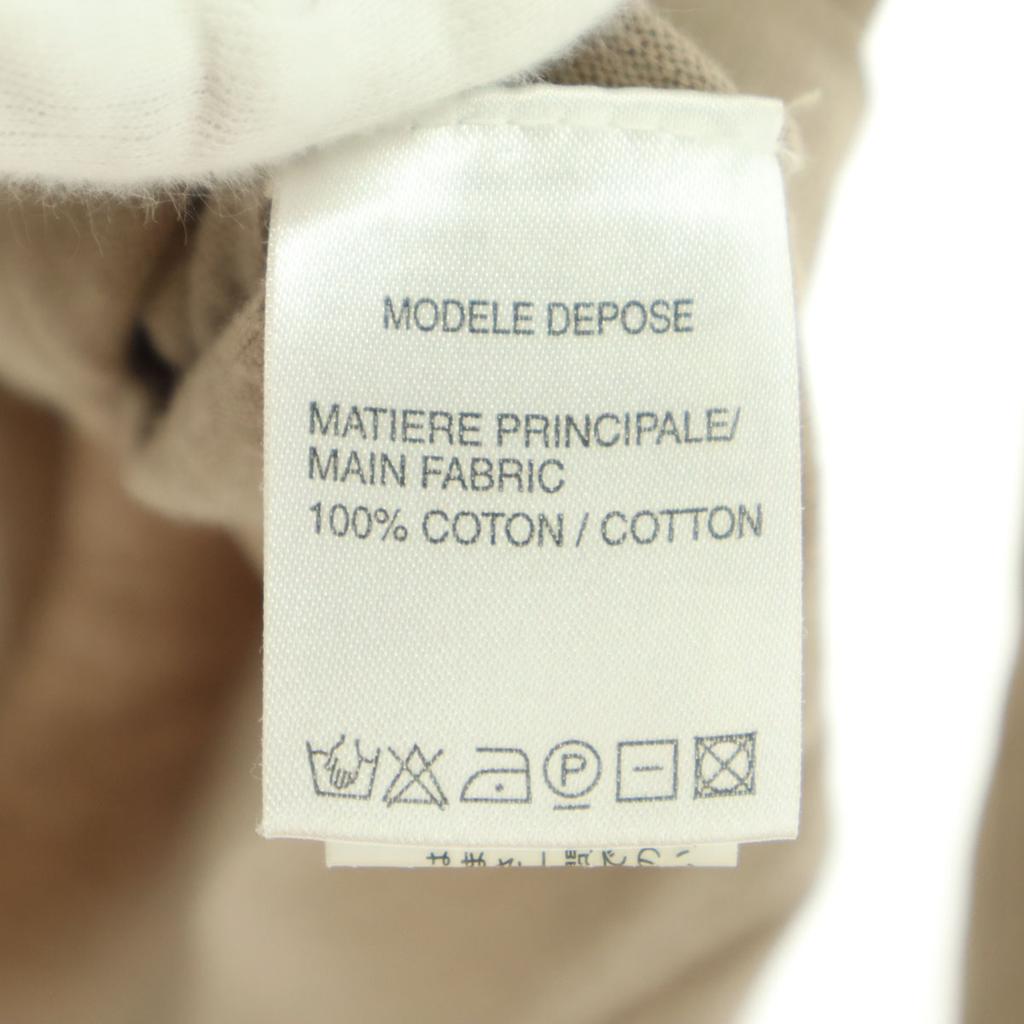 MODELE DEPOSE
MATIERE PRINCIPALE/
MAIN FABRIC
100% COTON / COTTON
P